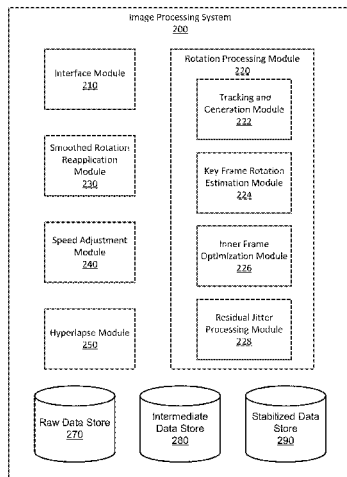 Image Processing System
200
Interface Module
210
Smoothed Rotation
Reapplication
Module
230
Speed Adjustment
Module
240
Hyperlapse Module
250
Rotation Processing Module
220
Tracking and
Generation Module
222
Key Frame Rotation
Estimation Module
224
Inner Frame
Optimization Module
226
Residual Jitter
Processing Module
228
Raw Data Store
270
Intermediate
Data Store
280
Stabilized Data
Store
290